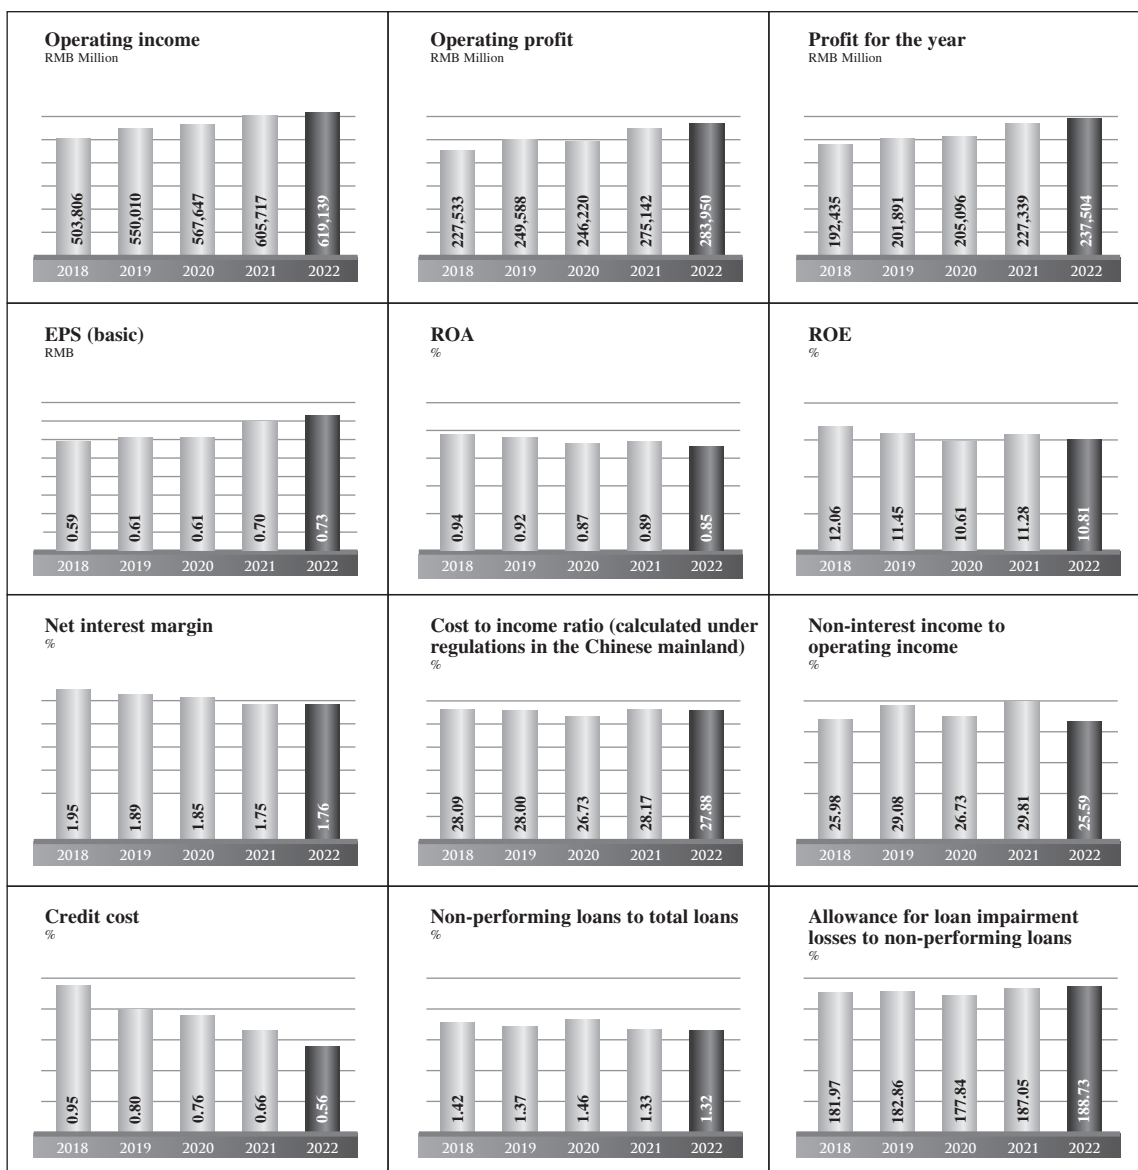 Operating income
RMB Million
503,806
550,010
567,647
605,717
619,139
2018 2019 2020 2021 2022
Operating profit
RMB Million
227,533
249,588
246,220
275,142
283,950
2018 2019 2020 2021 2022
Profit for the year
RMB Million
192,435
201,891
205,096
227,339
237,504
2018 2019 2020 2021 2022
EPS (basic)
RMB
0.59
0.61
0.61
0.70
0.73
2018 2019 2020 2021 2022
ROA
%
0.94
0.92
0.87
0.89
0.85
2018 2019 2020 2021 2022
ROE
%
12.06
11.45
10.61
11.28
10.81
2018 2019 2020 2021 2022
Net interest margin
%
1.95
1.89
1.85
1.75
1.76
2018 2019 2020 2021 2022
Cost to income ratio (calculated under
regulations in the Chinese mainland)
%
28.09
28.00
26.73
28.17
27.88
2018 2019 2020 2021 2022
Non-interest income to
operating income
%
25.98
29.08
26.73
29.81
25.59
2018 2019 2020 2021 2022
Credit cost
%
0.95
0.80
0.76
0.66
0.56
2018 2019 2020 2021 2022
Non-performing loans to total loans
%
1.42
1.37
1.46
1.33
1.32
2018 2019 2020 2021 2022
Allowance for loan impairment
losses to non-performing loans
%
181.97
182.86
177.84
187.05
188.73
2018 2019 2020 2021 2022